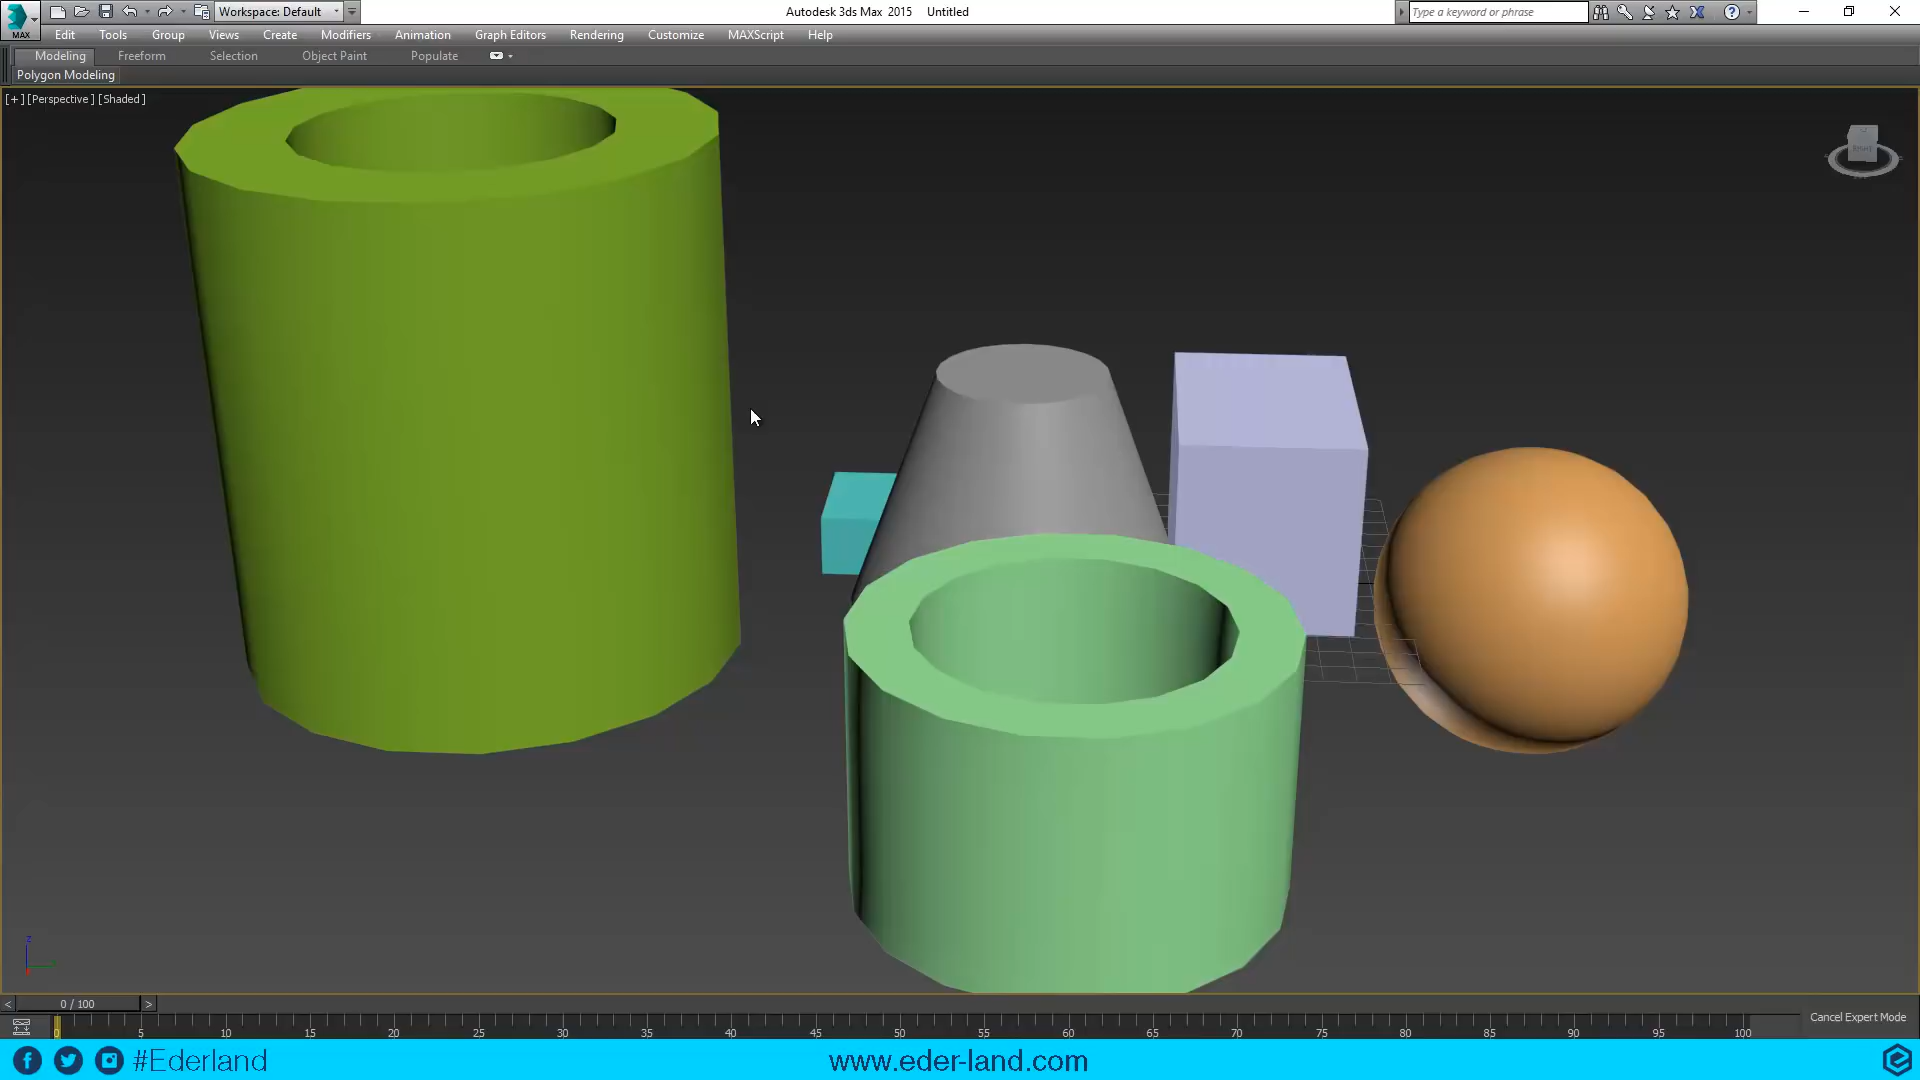 Workspace: Default
Autodesk 3ds Max 2015 Untitled
Type a keyword or phrase
MAX
Edit Tools Group Views Create Modifiers Animation Graph Editors Rendering Customize MAXScript Help
Modeling Freeform Selection Object Paint Populate
Polygon Modeling
[+] [Perspective] [Shaded]
z
< 0 / 100 >
0 5 10 15 20 25 30 35 40 45 50 55 60 65 70 75 80 85 90 95 100
Cancel Expert Mode
#Ederland
www.eder-land.com